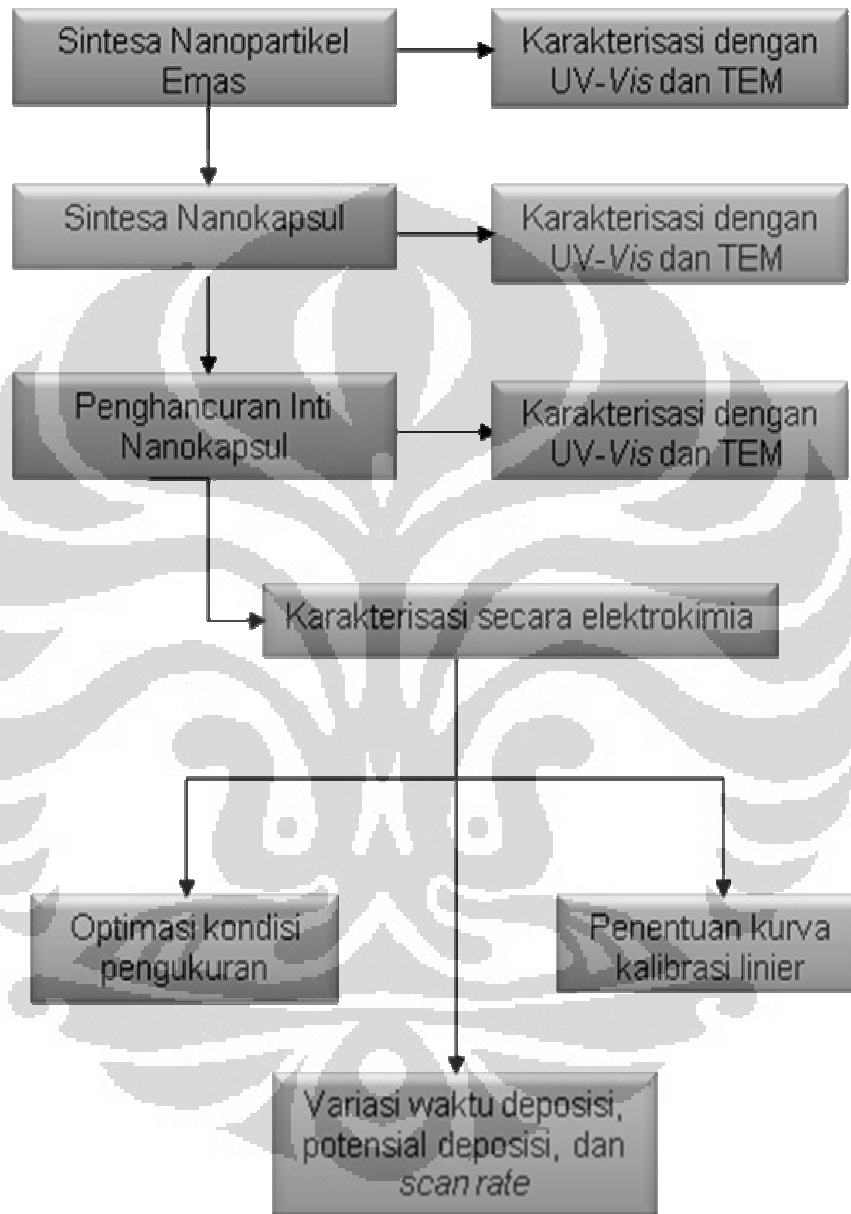 Sintesa Nanopartikel
Emas
Karakterisasi dengan
UV-Vis dan TEM
Sintesa Nanokapsul
Karakterisasi dengan
UV-Vis dan TEM
Penghancuran Inti
Nanokapsul
Karakterisasi dengan
UV-Vis dan TEM
Karakterisasi secara elektrokimia
Optimasi kondisi
pengukuran
Penentuan kurva
kalibrasi linier
Variasi waktu deposisi,
potensial deposisi, dan
scan rate